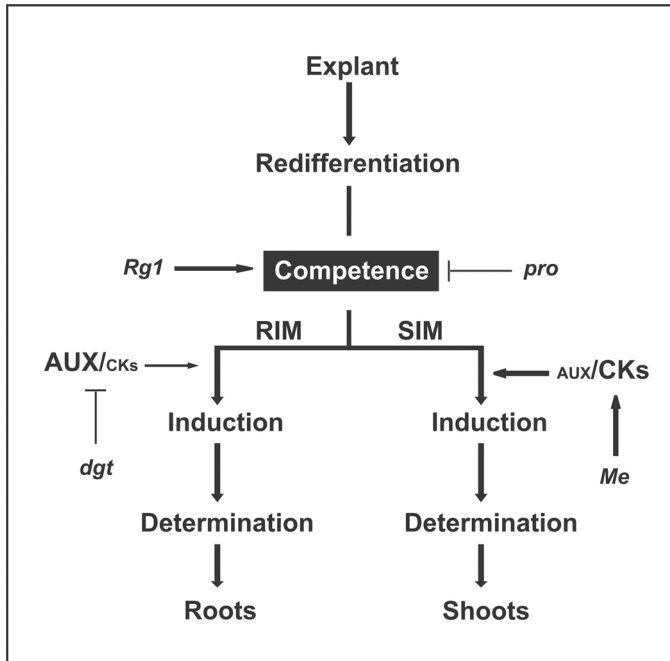 Explant
Redifferentiation
Rg1
Competence
pro
RIM
SIM
AUX/CKs
AUX/CKs
Induction
Induction
dgt
Me
Determination
Determination
Roots
Shoots